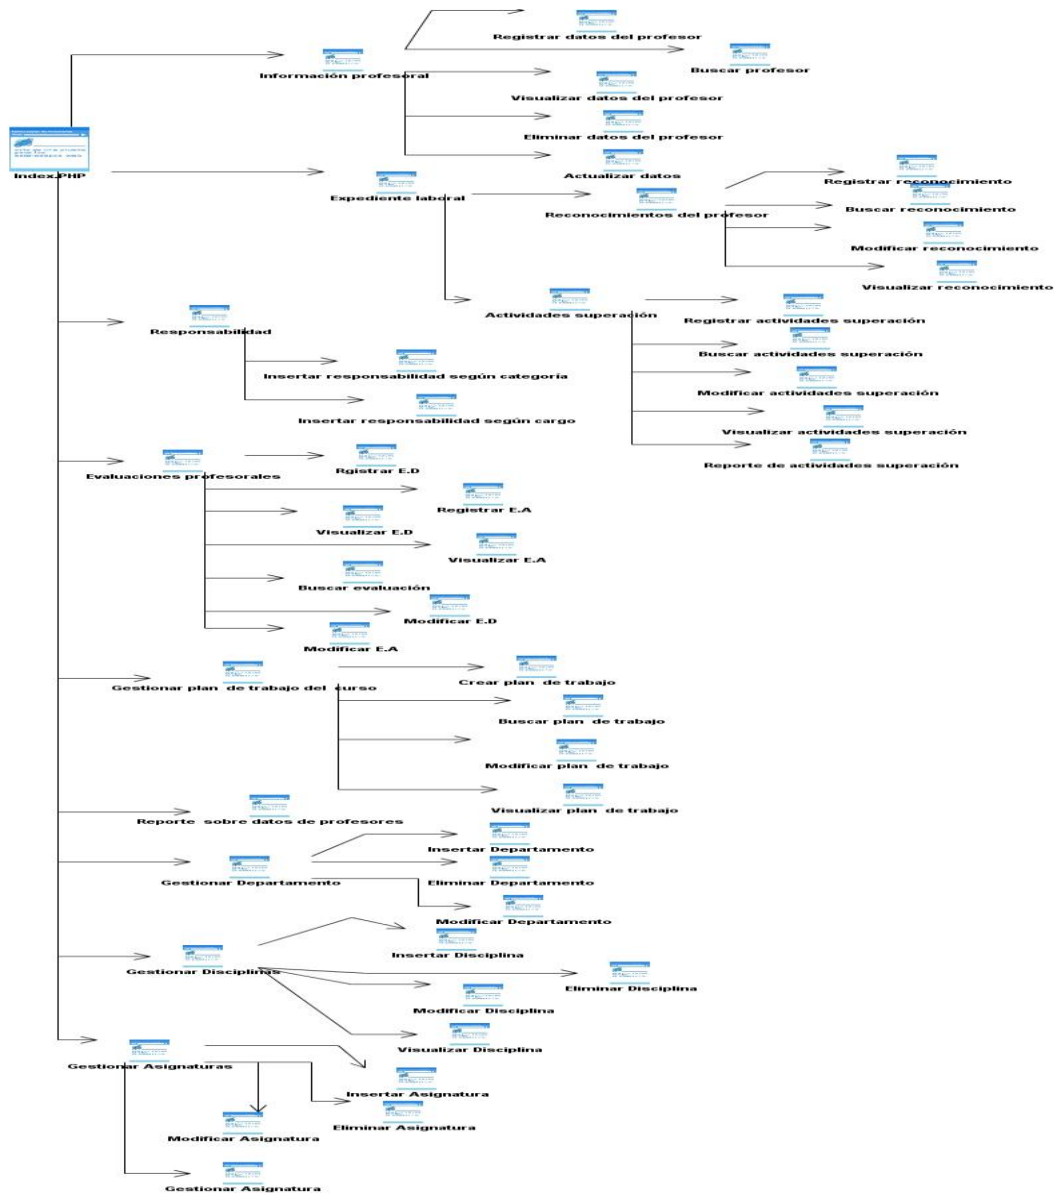 Registrar datos del profesor
Información profesoral
Buscar profesor
Visualizar datos del profesor
Eliminar datos del profesor
Index.PHP
Actualizar datos
Expediente laboral
Reconocimientos del profesor
Registrar reconocimiento
Buscar reconocimiento
Modificar reconocimiento
Visualizar reconocimiento
Actividades superación
Registrar actividades superación
Responsabilidad
Buscar actividades superación
Insertar responsabilidad según categoría
Modificar actividades superación
Insertar responsabilidad según cargo
Visualizar actividades superación
Reporte de actividades superación
Evaluaciones profesorales
Rgistrar E.D
Registrar E.A
Visualizar E.D
Visualizar E.A
Buscar evaluación
Modificar E.D
Modificar E.A
Gestionar plan de trabajo del curso
Crear plan de trabajo
Buscar plan de trabajo
Modificar plan de trabajo
Visualizar plan de trabajo
Reporte sobre datos de profesores
Insertar Departamento
Gestionar Departamento
Eliminar Departamento
Modificar Departamento
Insertar Disciplina
Gestionar Disciplinas
Eliminar Disciplina
Modificar Disciplina
Visualizar Disciplina
Gestionar Asignaturas
Insertar Asignatura
Eliminar Asignatura
Modificar Asignatura
Gestionar Asignatura